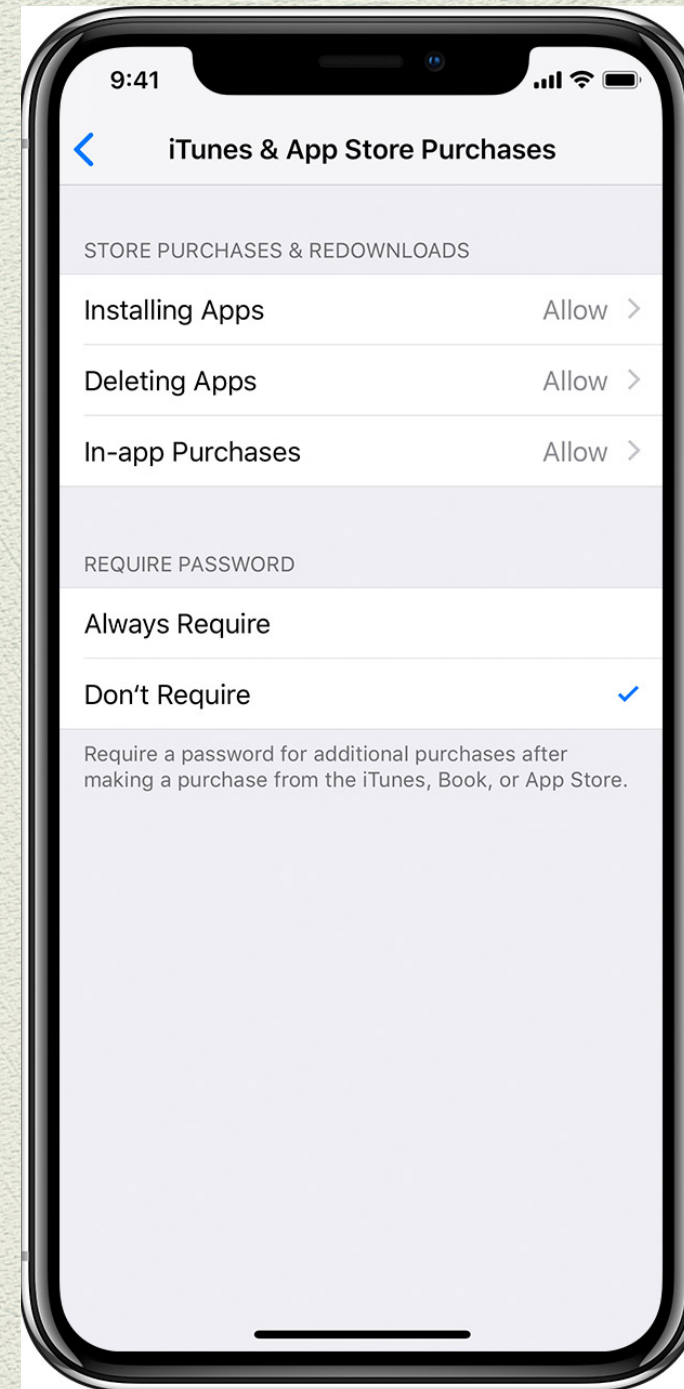 9:41
iTunes & App Store Purchases
STORE PURCHASES & REDOWNLOADS
Installing Apps Allow
Deleting Apps Allow
In-app Purchases Allow
REQUIRE PASSWORD
Always Require
Don't Require
Require a password for additional purchases after
making a purchase from the iTunes, Book, or App Store.